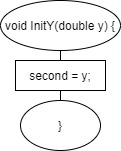 void InitY(double y) {
second = y;
}